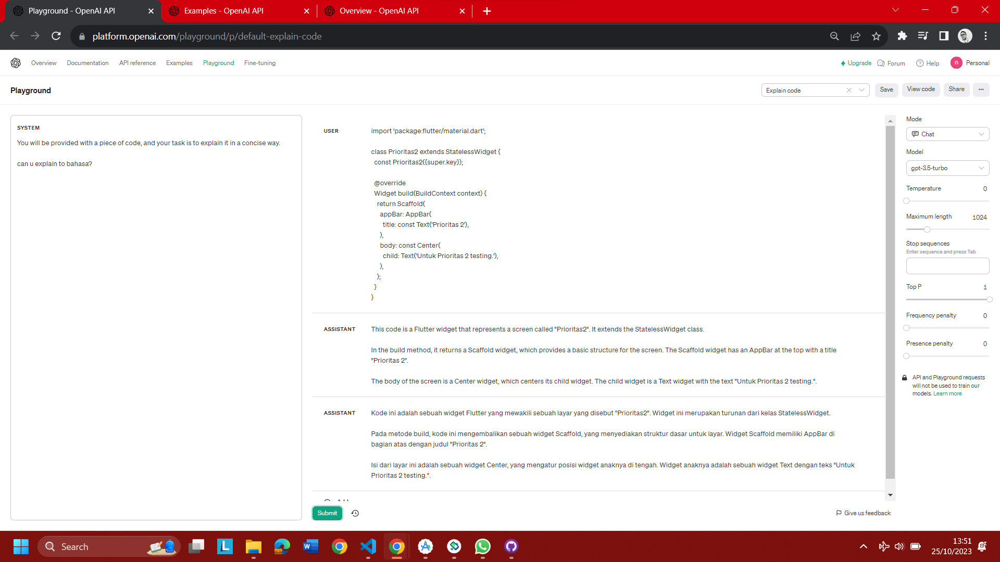 Playground - OpenAI API
Examples - OpenAI API
Overview - OpenAI API
platform.openai.com/playground/p/default-explain-code
Overview
Documentation
API reference
Examples
Playground
Fine-tuning
Upgrade
Forum
Help
n
Personal
Playground
Explain code
Save
View code
Share
...
SYSTEM
You will be provided with a piece of code, and your task is to explain it in a concise way.
can u explain to bahasa?
USER
import 'package:flutter/material.dart';
class Prioritas2 extends StatelessWidget {
const Prioritas2({super.key});
@override
Widget build(BuildContext context) {
return Scaffold(
appBar: AppBar(
title: const Text('Prioritas 2'),
),
body: const Center(
child: Text('Untuk Prioritas 2 testing.'),
),
);
}
}
ASSISTANT
This code is a Flutter widget that represents a screen called "Prioritas2". It extends the StatelessWidget class.
In the build method, it returns a Scaffold widget, which provides a basic structure for the screen. The Scaffold widget has an AppBar at the top with a title
"Prioritas 2".
The body of the screen is a Center widget, which centers its child widget. The child widget is a Text widget with the text "Untuk Prioritas 2 testing.".
ASSISTANT
Kode ini adalah sebuah widget Flutter yang mewakili sebuah layar yang disebut "Prioritas2". Widget ini merupakan turunan dari kelas StatelessWidget.
Pada metode build, kode ini mengembalikan sebuah widget Scaffold, yang menyediakan struktur dasar untuk layar. Widget Scaffold memiliki AppBar di
bagian atas dengan judul "Prioritas 2".
Isi dari layar ini adalah sebuah widget Center, yang mengatur posisi widget anaknya di tengah. Widget anaknya adalah sebuah widget Text dengan teks "Untuk
Prioritas 2 testing.".
Submit
Give us feedback
Mode
Chat
Model
gpt-3.5-turbo
Temperature
0
Maximum length
1024
Stop sequences
Enter sequence and press Tab
Top P
1
Frequency penalty
0
Presence penalty
0
API and Playground requests
will not be used to train our
models. Learn more
Search
L
W
13:51
25/10/2023